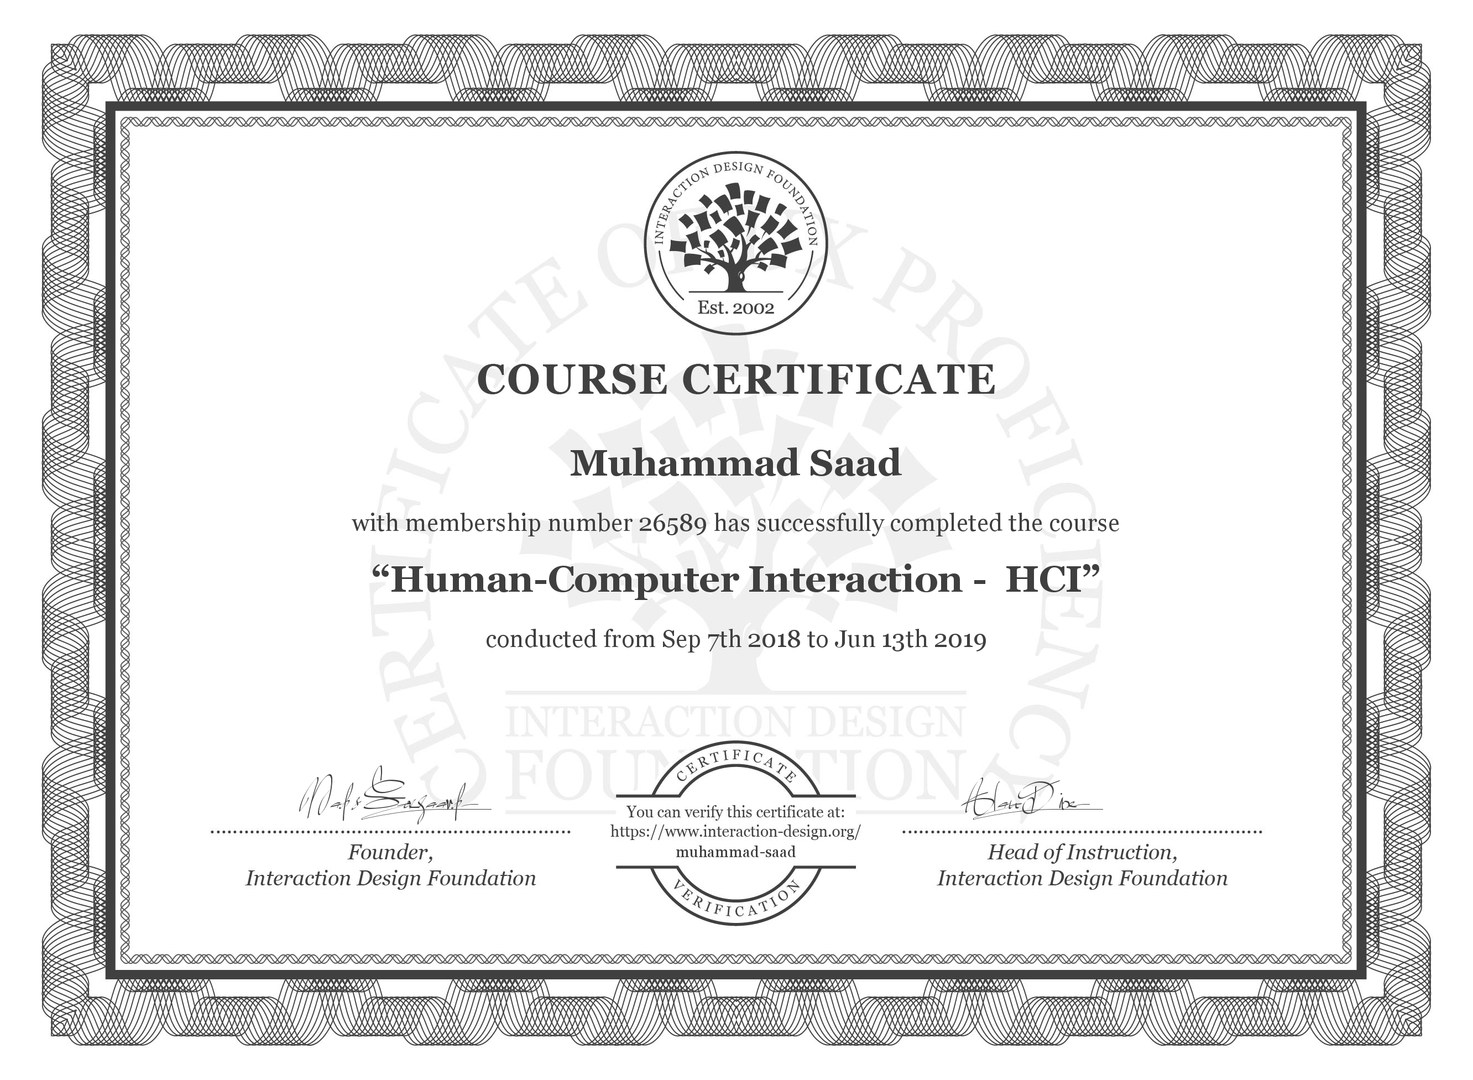 INTERACTION DESIGN FOUNDATION
Est. 2002
CERTIFICATE OF UX PROFICIENCY
COURSE CERTIFICATE
Muhammad Saad
with membership number 26589 has successfully completed the course
“Human-Computer Interaction -  HCI”
conducted from Sep 7th 2018 to Jun 13th 2019
INTERACTION DESIGN
FOUNDATION
CERTIFICATE
You can verify this certificate at:
https://www.interaction-design.org/
muhammad-saad
VERIFICATION
Founder,
Interaction Design Foundation
Head of Instruction,
Interaction Design Foundation